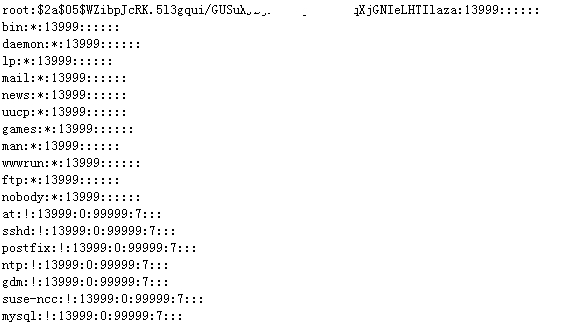 root:$2a$05$WZibpJcRK.5l3gqui/GUSu qXjGNIeLHTIlaza:13999::::::
bin:*:13999::::::
daemon:*:13999::::::
lp:*:13999::::::
mail:*:13999::::::
news:*:13999::::::
uucp:*:13999::::::
games:*:13999::::::
man:*:13999::::::
wwwrun:*:13999::::::
ftp:*:13999::::::
nobody:*:13999::::::
at:!:13999:0:99999:7:::
sshd:!:13999:0:99999:7:::
postfix:!:13999:0:99999:7:::
ntp:!:13999:0:99999:7:::
gdm:!:13999:0:99999:7:::
suse-ncc:!:13999:0:99999:7:::
mysql:!:13999:0:99999:7:::